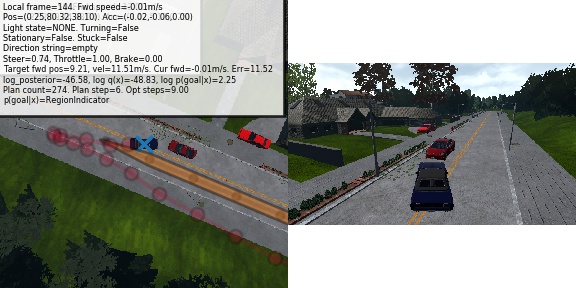 Local frame=144. Fwd speed=-0.01m/s
Pos=(0.25,80.32,38.10). Acc=(-0.02,-0.06,0.00)
Light state=NONE. Turning=False
Stationary=False. Stuck=False
Direction string=empty
Steer=0.74, Throttle=1.00, Brake=0.00
Target fwd pos=9.21, vel=11.51m/s. Cur fwd=-0.01m/s. Err=11.52
log_posterior=-46.58, log q(x)=-48.83, log p(goal|x)=2.25
Plan count=274. Plan step=6. Opt steps=9.00
p(goal|x)=RegionIndicator